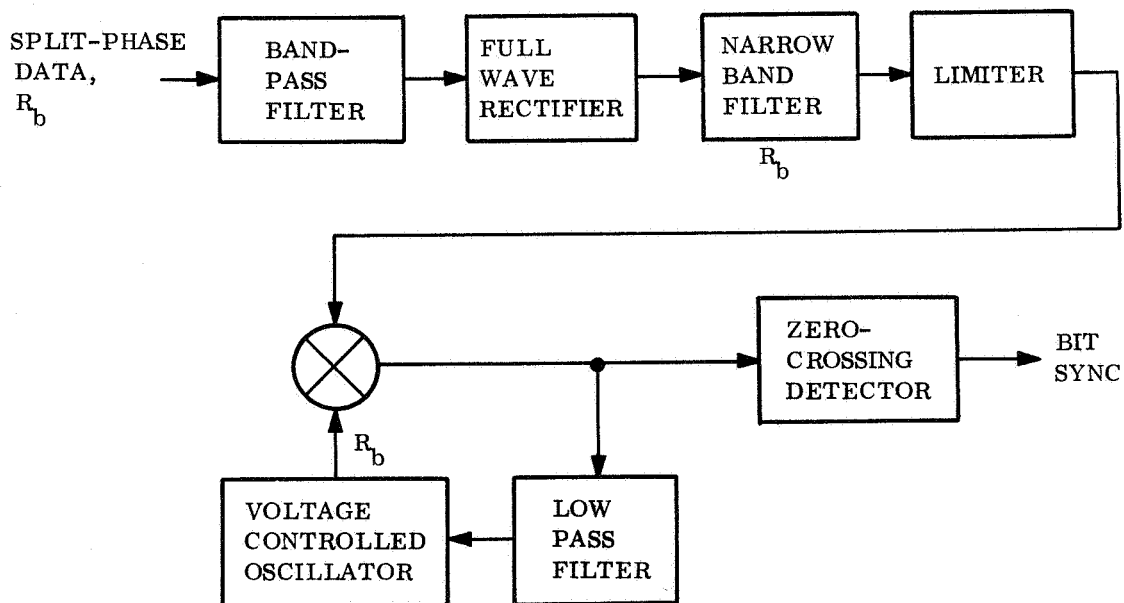 SPLIT-PHASE
DATA,
R_b
BAND-
PASS
FILTER
FULL
WAVE
RECTIFIER
NARROW
BAND
FILTER
R_b
LIMITER
ZERO-
CROSSING
DETECTOR
BIT
SYNC
R_b
VOLTAGE
CONTROLLED
OSCILLATOR
LOW
PASS
FILTER